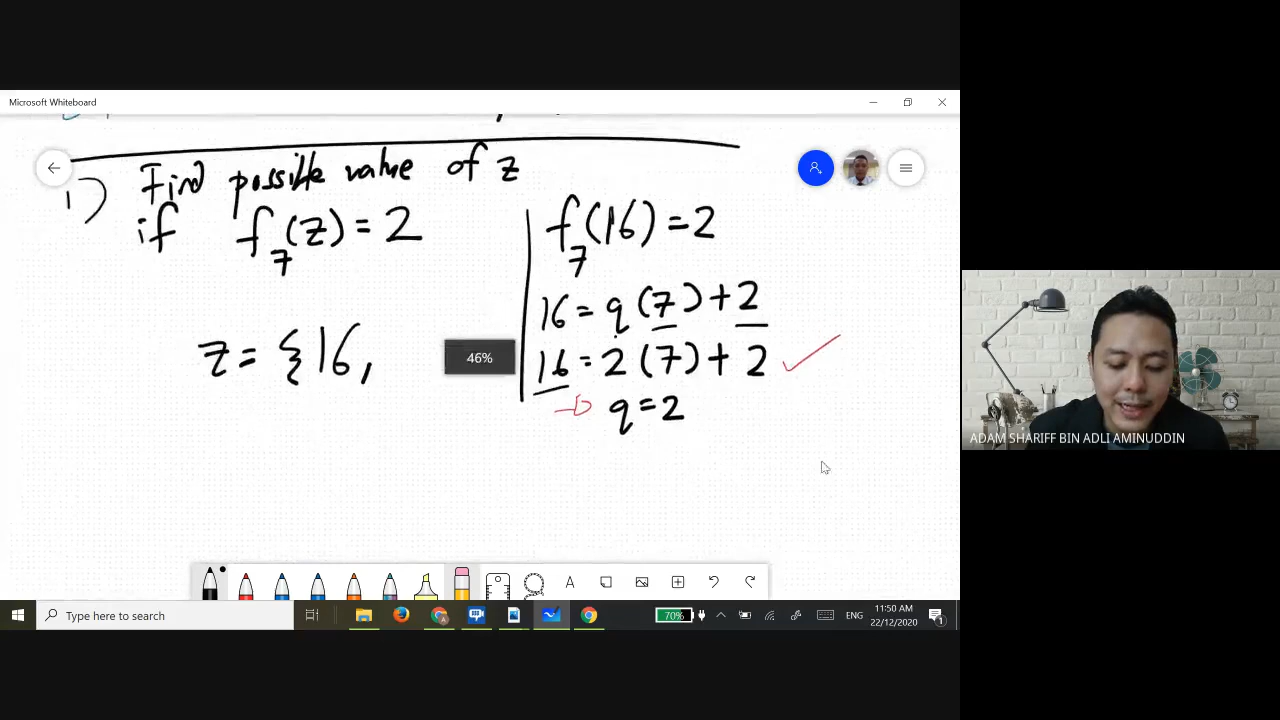 Microsoft Whiteboard
1) Find possible value of z
if f₇(z) = 2
z = {16,
f₇(16) = 2
16 = q(7) + 2
16 = 2(7) + 2 ✓
→ q = 2
46%
ADAM SHARIFF BIN ADLI AMINUDDIN
A
Type here to search
70%
ENG
11:50 AM
22/12/2020
1